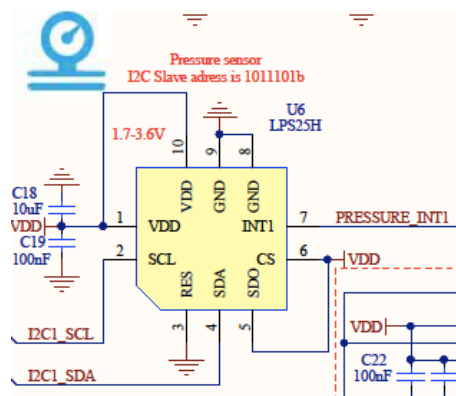 Pressure sensor
I2C Slave adress is 1011101b
U6
LPS25H
1.7-3.6V
10
9
8
C18
10uF
VDD
GND
GND
VDD
1
VDD
INT1
7
PRESSURE_INT1
C19
100nF
2
SCL
CS
6
VDD
RES
SDA
SDO
3
4
5
I2C1_SCL
VDD
C22
100nF
I2C1_SDA